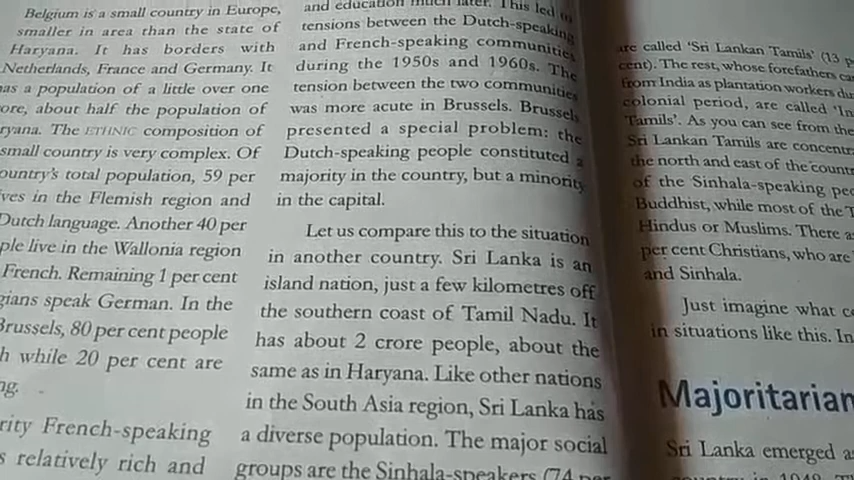 Belgium is a small country in Europe,
smaller in area than the state of
Haryana. It has borders with
Netherlands, France and Germany. It
has a population of a little over one
about half the population of
The ETHNIC composition of
small country is very complex. Of
country's total population, 59 per
in the Flemish region and
Dutch language. Another 40 per
live in the Wallonia region
French. Remaining 1 per cent
speak German. In the
Brussels, 80 per cent people
while 20 per cent are
French-speaking
relatively rich and
and education much later. This led to
tensions between the Dutch-speaking
and French-speaking communities
during the 1950s and 1960s. The
tension between the two communities
was more acute in Brussels. Brussels
presented a special problem: the
Dutch-speaking people constituted a
majority in the country, but a minority
in the capital.
Let us compare this to the situation
in another country. Sri Lanka is an
island nation, just a few kilometres off
the southern coast of Tamil Nadu. It
has about 2 crore people, about the
same as in Haryana. Like other nations
in the South Asia region, Sri Lanka has
a diverse population. The major social
groups are the Sinhala-speakers (74 per
are called 'Sri Lankan Tamils' (13
cent). The rest, whose forefathers
from India as plantation workers
colonial period, are called
Tamils'. As you can see from the
Sri Lankan Tamils are
the north and east of the
of the Sinhala-speaking
Buddhist, while most of the
Hindus or Muslims. There
per cent Christians, who are
and Sinhala.
Just imagine what
in situations like this. In
Sri Lanka emerged
country in 1948.